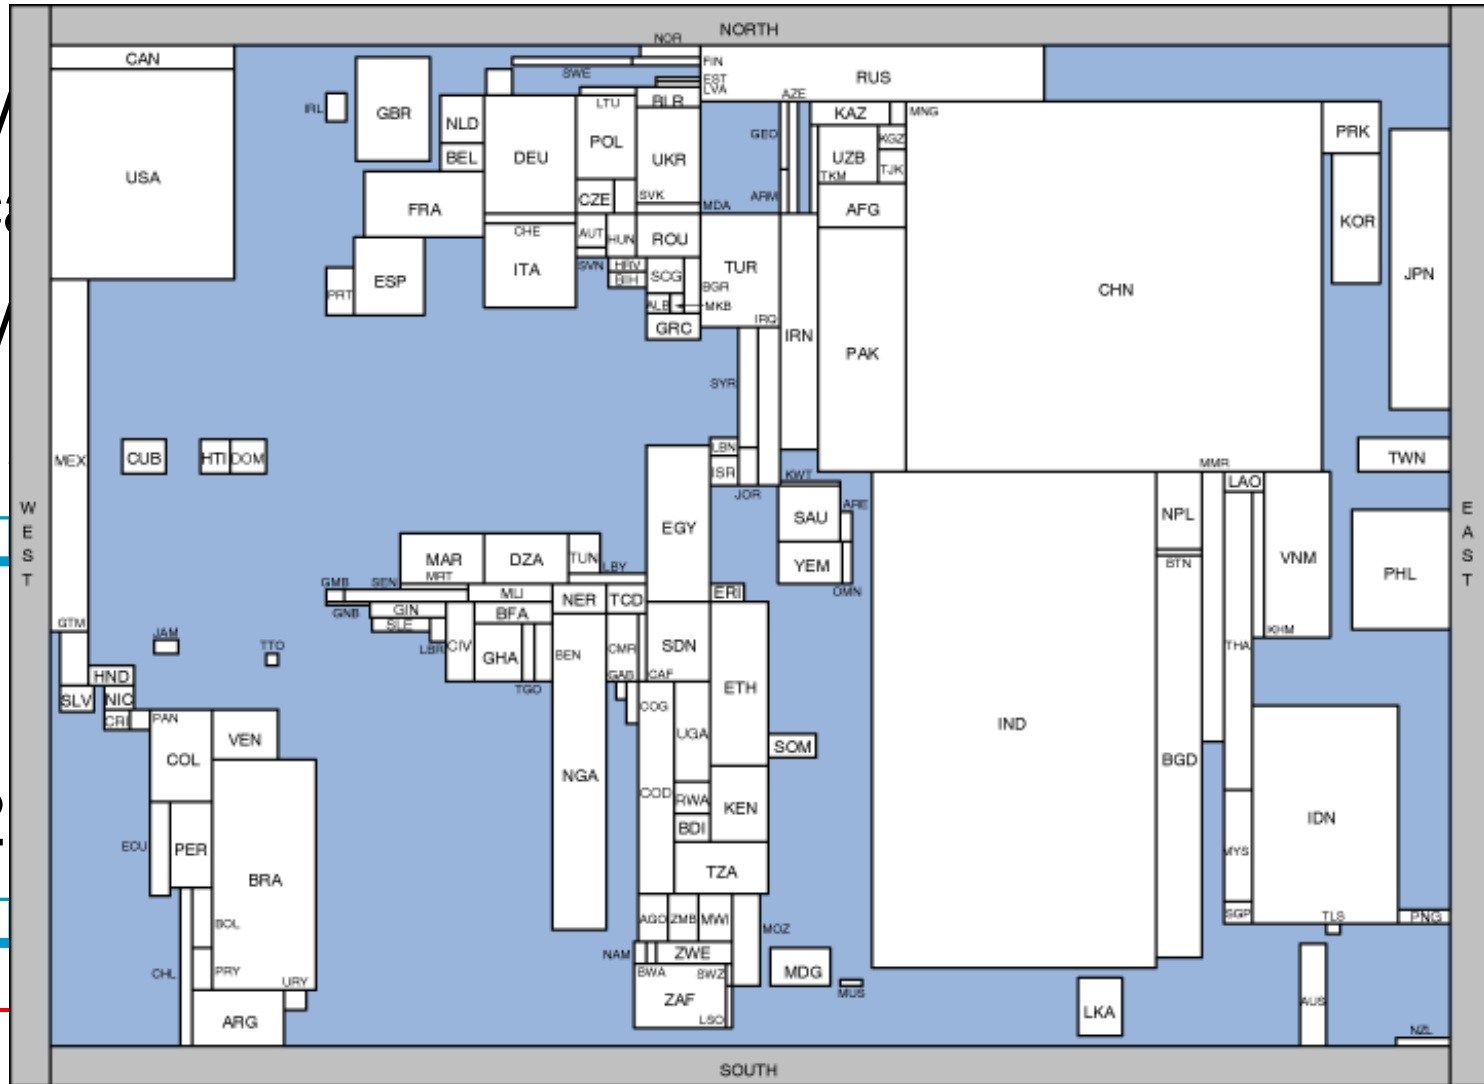 NORTH
NOR
CAN
FIN
SWE
RUS
EST
LVA
AZE
IRL
GBR
NLD
LTU
BLR
KAZ
MNG
GEO
PRK
BEL
DEU
POL
UKR
UZB
KGZ
USA
TKM
TJK
CZE
SVK
MDA
ARM
FRA
AFG
KOR
CHE
AUT
HUN
ROU
ITA
SVN
HRV
BIH
SCG
TUR
BGR
ESP
PRT
JPN
CHN
ALB
MKB
GRC
IRQ
IRN
PAK
SYR
MEX
CUB
HTI
DOM
LBN
ISR
JOR
KWT
MMR
TWN
LAO
WEST
EAST
EGY
SAU
ARE
NPL
MAR
DZA
TUN
LBY
YEM
OMN
BTN
VNM
PHL
MRT
GMB
SEN
MLI
NER
TCD
ERI
GNB
GIN
BFA
SLE
LBR
CIV
GHA
TGO
BEN
CMR
GAB
SDN
CAF
KHM
THA
GTM
JAM
TTO
HND
SLV
NIC
CRI
PAN
COL
VEN
COG
UGA
ETH
SOM
IND
BGD
NGA
COD
RWA
BDI
KEN
IDN
ECU
PER
BRA
TZA
MYS
BOL
AGO
ZMB
MWI
MOZ
SGP
TLS
PNG
NAM
ZWE
CHL
PRY
URY
BWA
SWZ
MDG
MUS
ZAF
LSO
ARG
LKA
AUS
NZL
SOUTH